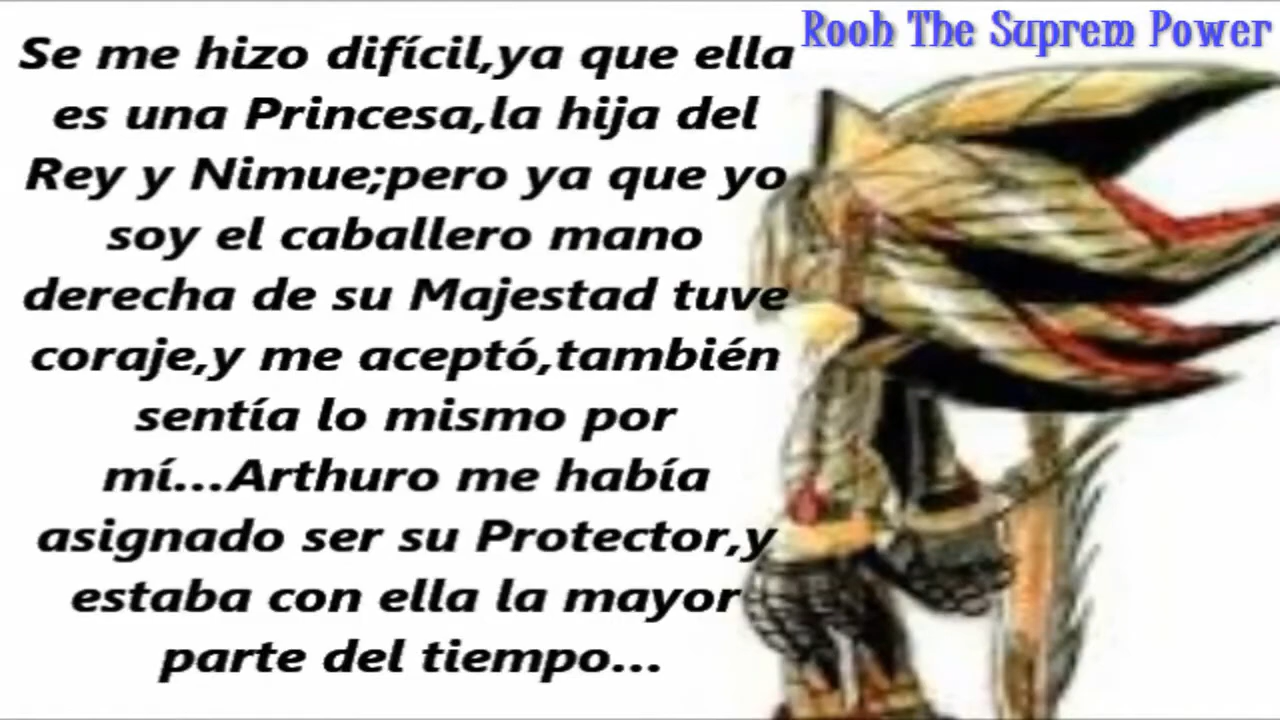 Rooh The Suprem Power
Se me hizo difícil,ya que ella
es una Princesa,la hija del
Rey y Nimue;pero ya que yo
soy el caballero mano
derecha de su Majestad tuve
coraje,y me aceptó,también
sentía lo mismo por
mí...Arthuro me había
asignado ser su Protector,y
estaba con ella la mayor
parte del tiempo...